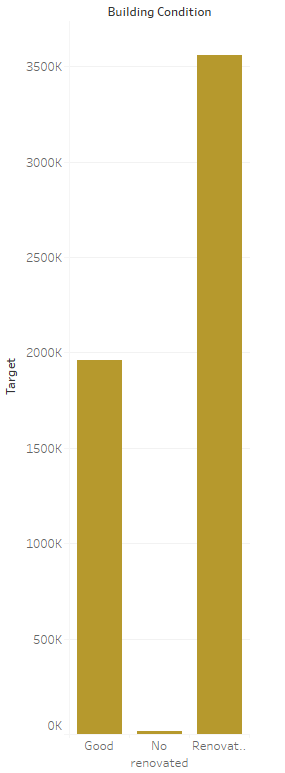 Building Condition
3500K
3000K
2500K
2000K
1500K
1000K
500K
0K
Target
Good
No
renovated
Renovat..